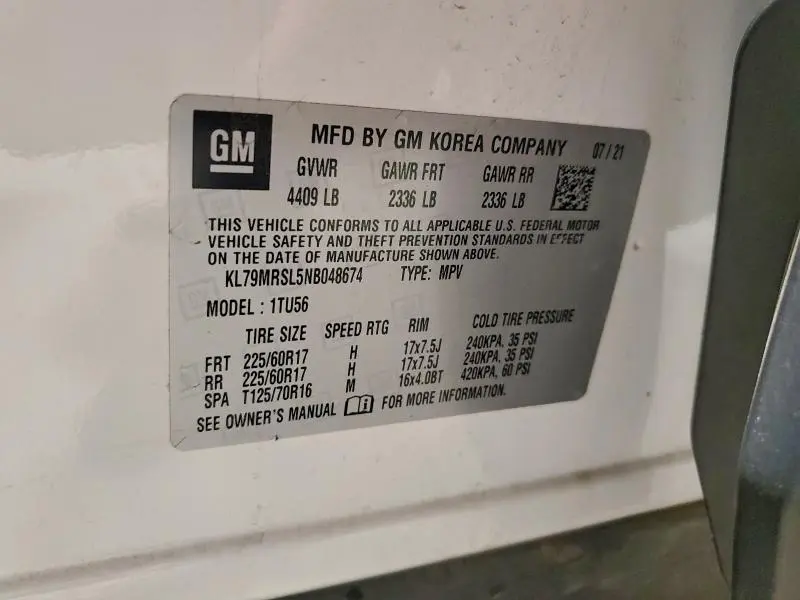 GM
MFD BY GM KOREA COMPANY 07 / 21
GVWR GAWR FRT GAWR RR
4409 LB 2336 LB 2336 LB
THIS VEHICLE CONFORMS TO ALL APPLICABLE U.S. FEDERAL MOTOR
VEHICLE SAFETY AND THEFT PREVENTION STANDARDS IN EFFECT
ON THE DATE OF MANUFACTURE SHOWN ABOVE.
KL79MRSL5NB048674 TYPE: MPV
MODEL : 1TU56
TIRE SIZE SPEED RTG RIM COLD TIRE PRESSURE
FRT 225/60R17 H 17x7.5J 240KPA, 35 PSI
RR 225/60R17 H 17x7.5J 240KPA, 35 PSI
SPA T125/70R16 M 16x4.0BT 420KPA, 60 PSI
SEE OWNER'S MANUAL FOR MORE INFORMATION.